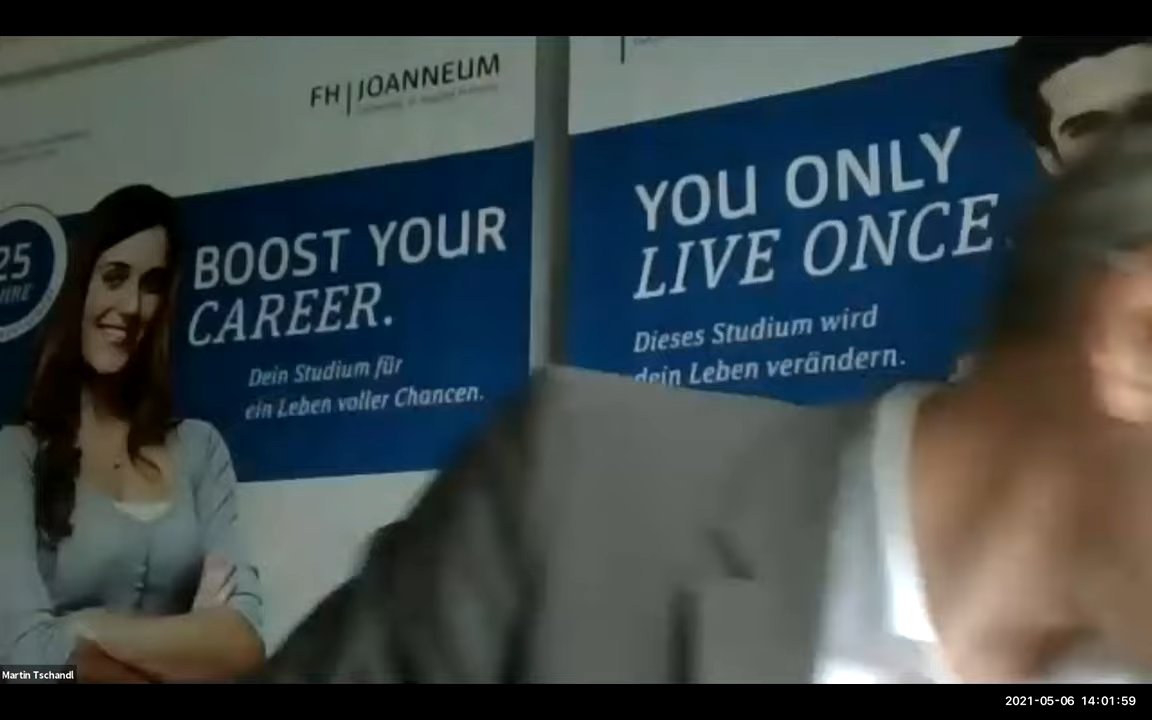 FH | JOANNEUM
25
BOOST YOUR
CAREER.
Dein Studium für
ein Leben voller Chancen.
YOU ONLY
LIVE ONCE.
Dieses Studium wird
dein Leben verändern.
Martin Tschandl
2021-05-06 14:01:59